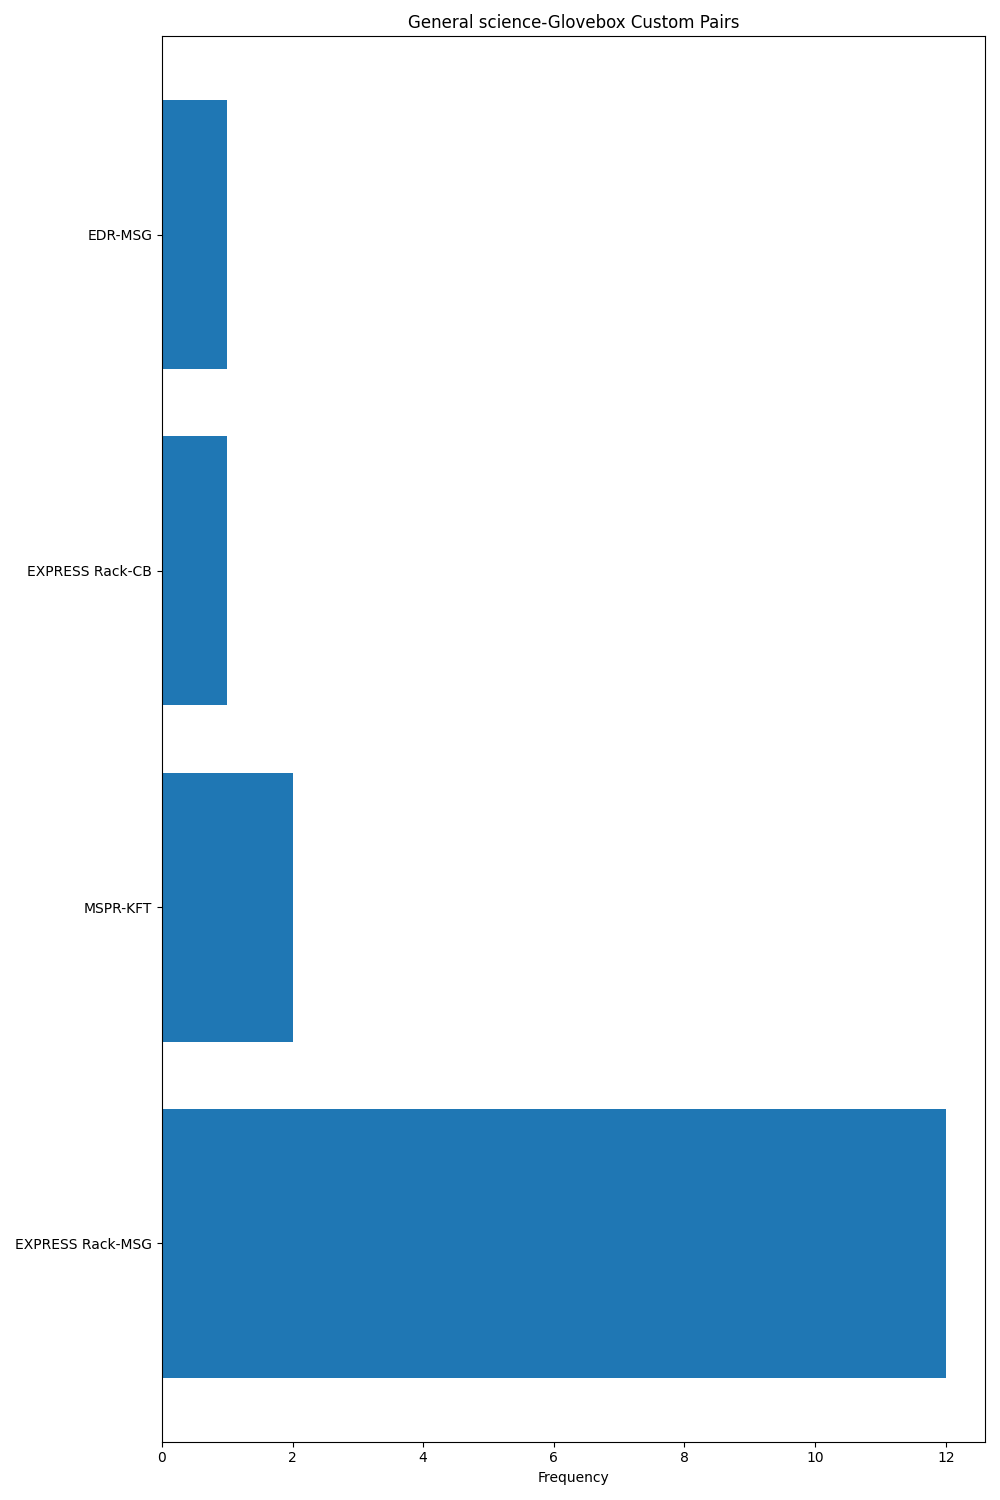 General science-Glovebox Custom Pairs
EDR-MSG
EXPRESS Rack-CB
MSPR-KFT
EXPRESS Rack-MSG
0 2 4 6 8 10 12
Frequency